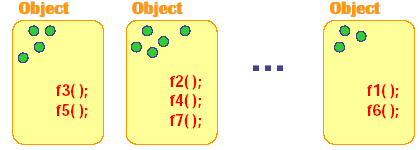 Object
f3( );
f5( );
Object
f2( );
f4( );
f7( );
...
Object
f1( );
f6( );